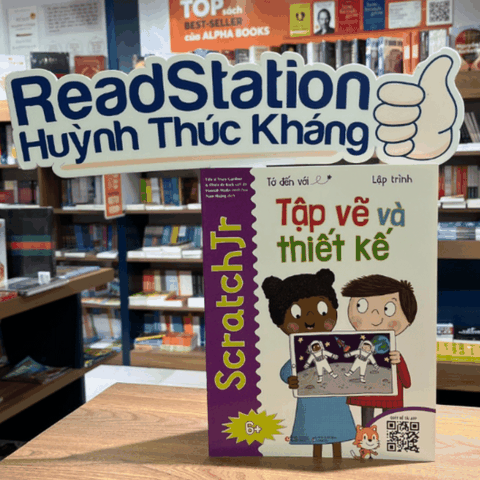 TOP sách
BEST-SELLER
của ALPHA BOOKS
ReadStation
Huỳnh Thúc Kháng
Tớ đến với
Lập trình
Tập vẽ và
thiết kế
ScratchJr
6+